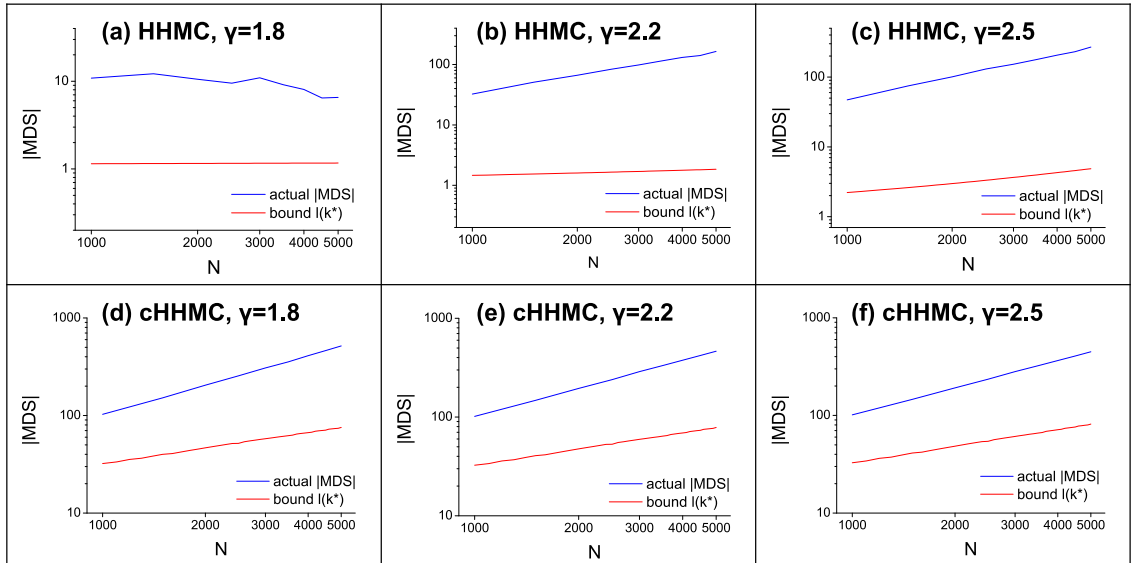 (a) HHMC, γ=1.8
|MDS|
10
1
actual |MDS|
bound l(k*)
1000 2000 3000 4000 5000
N
(b) HHMC, γ=2.2
|MDS|
100
10
1
actual |MDS|
bound l(k*)
1000 2000 3000 4000 5000
N
(c) HHMC, γ=2.5
|MDS|
100
10
1
actual |MDS|
bound l(k*)
1000 2000 3000 4000 5000
N
(d) cHHMC, γ=1.8
|MDS|
1000
100
10
actual |MDS|
bound l(k*)
1000 2000 3000 4000 5000
N
(e) cHHMC, γ=2.2
|MDS|
1000
100
10
actual |MDS|
bound l(k*)
1000 2000 3000 4000 5000
N
(f) cHHMC, γ=2.5
|MDS|
1000
100
10
actual |MDS|
bound l(k*)
1000 2000 3000 4000 5000
N